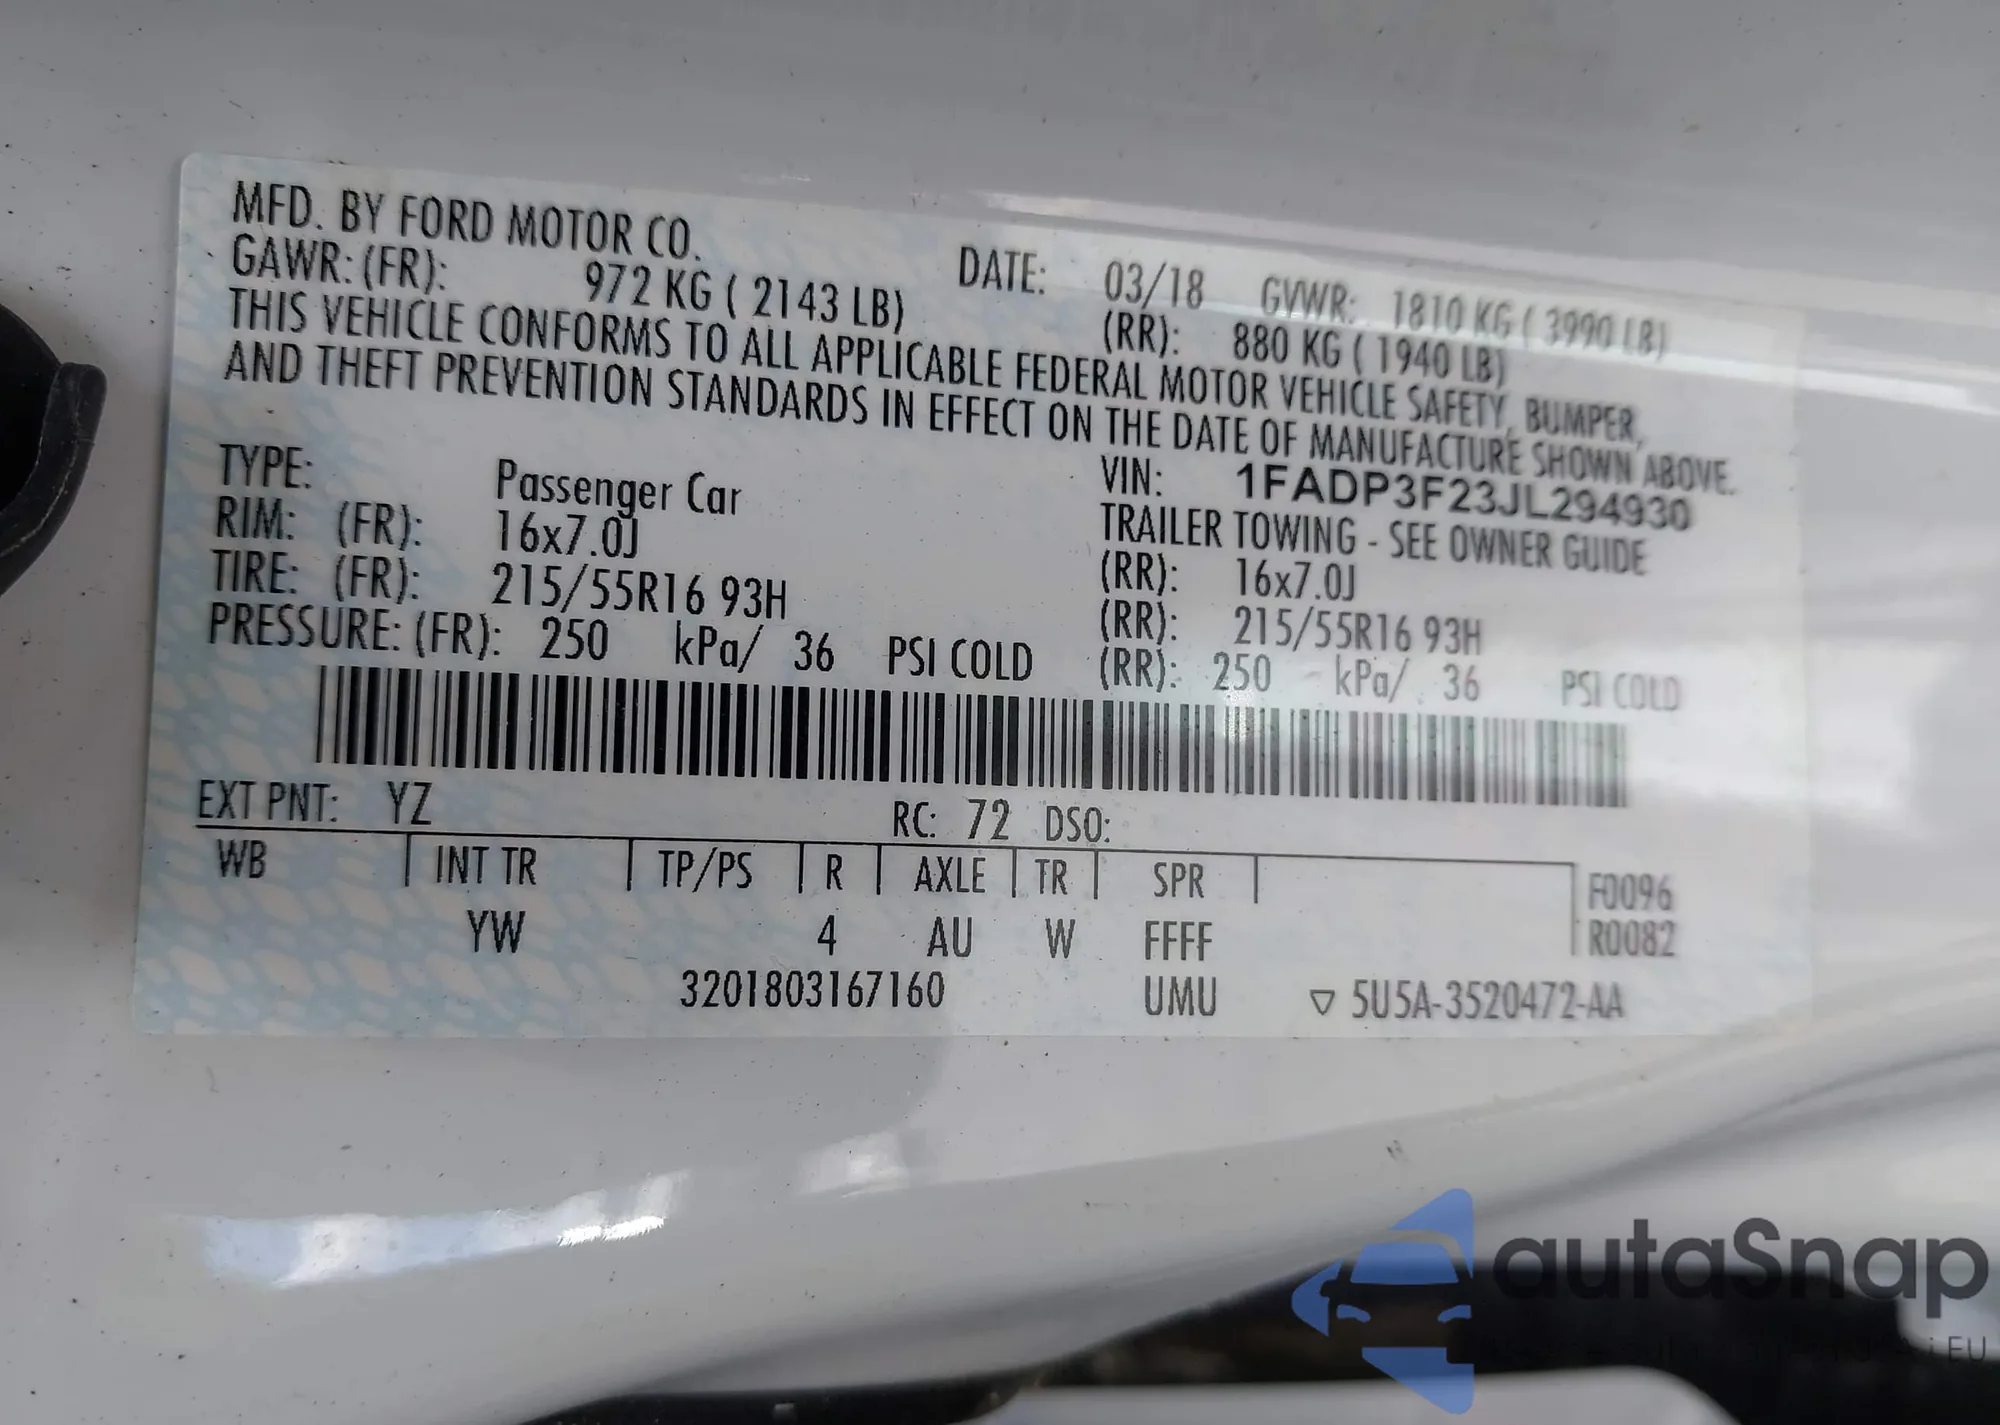 MFD. BY FORD MOTOR CO.
DATE: 03/18 GVWR: 1810 KG ( 3990 LB)
GAWR: (FR): 972 KG ( 2143 LB) (RR): 880 KG ( 1940 LB)
THIS VEHICLE CONFORMS TO ALL APPLICABLE FEDERAL MOTOR VEHICLE SAFETY, BUMPER,
AND THEFT PREVENTION STANDARDS IN EFFECT ON THE DATE OF MANUFACTURE SHOWN ABOVE.
VIN: 1FADP3F23JL294930
TYPE: Passenger Car TRAILER TOWING - SEE OWNER GUIDE
RIM: (FR): 16x7.0J (RR): 16x7.0J
TIRE: (FR): 215/55R16 93H (RR): 215/55R16 93H
PRESSURE: (FR): 250 kPa/ 36 PSI COLD (RR): 250 kPa/ 36 PSI COLD
EXT PNT: YZ RC: 72 DSO:
WB INT TR TP/PS R AXLE TR SPR F0096
YW 4 AU W FFFF R0082
3201803167160 UMU ▽ 5U5A-3520472-AA
autaSnap
EU